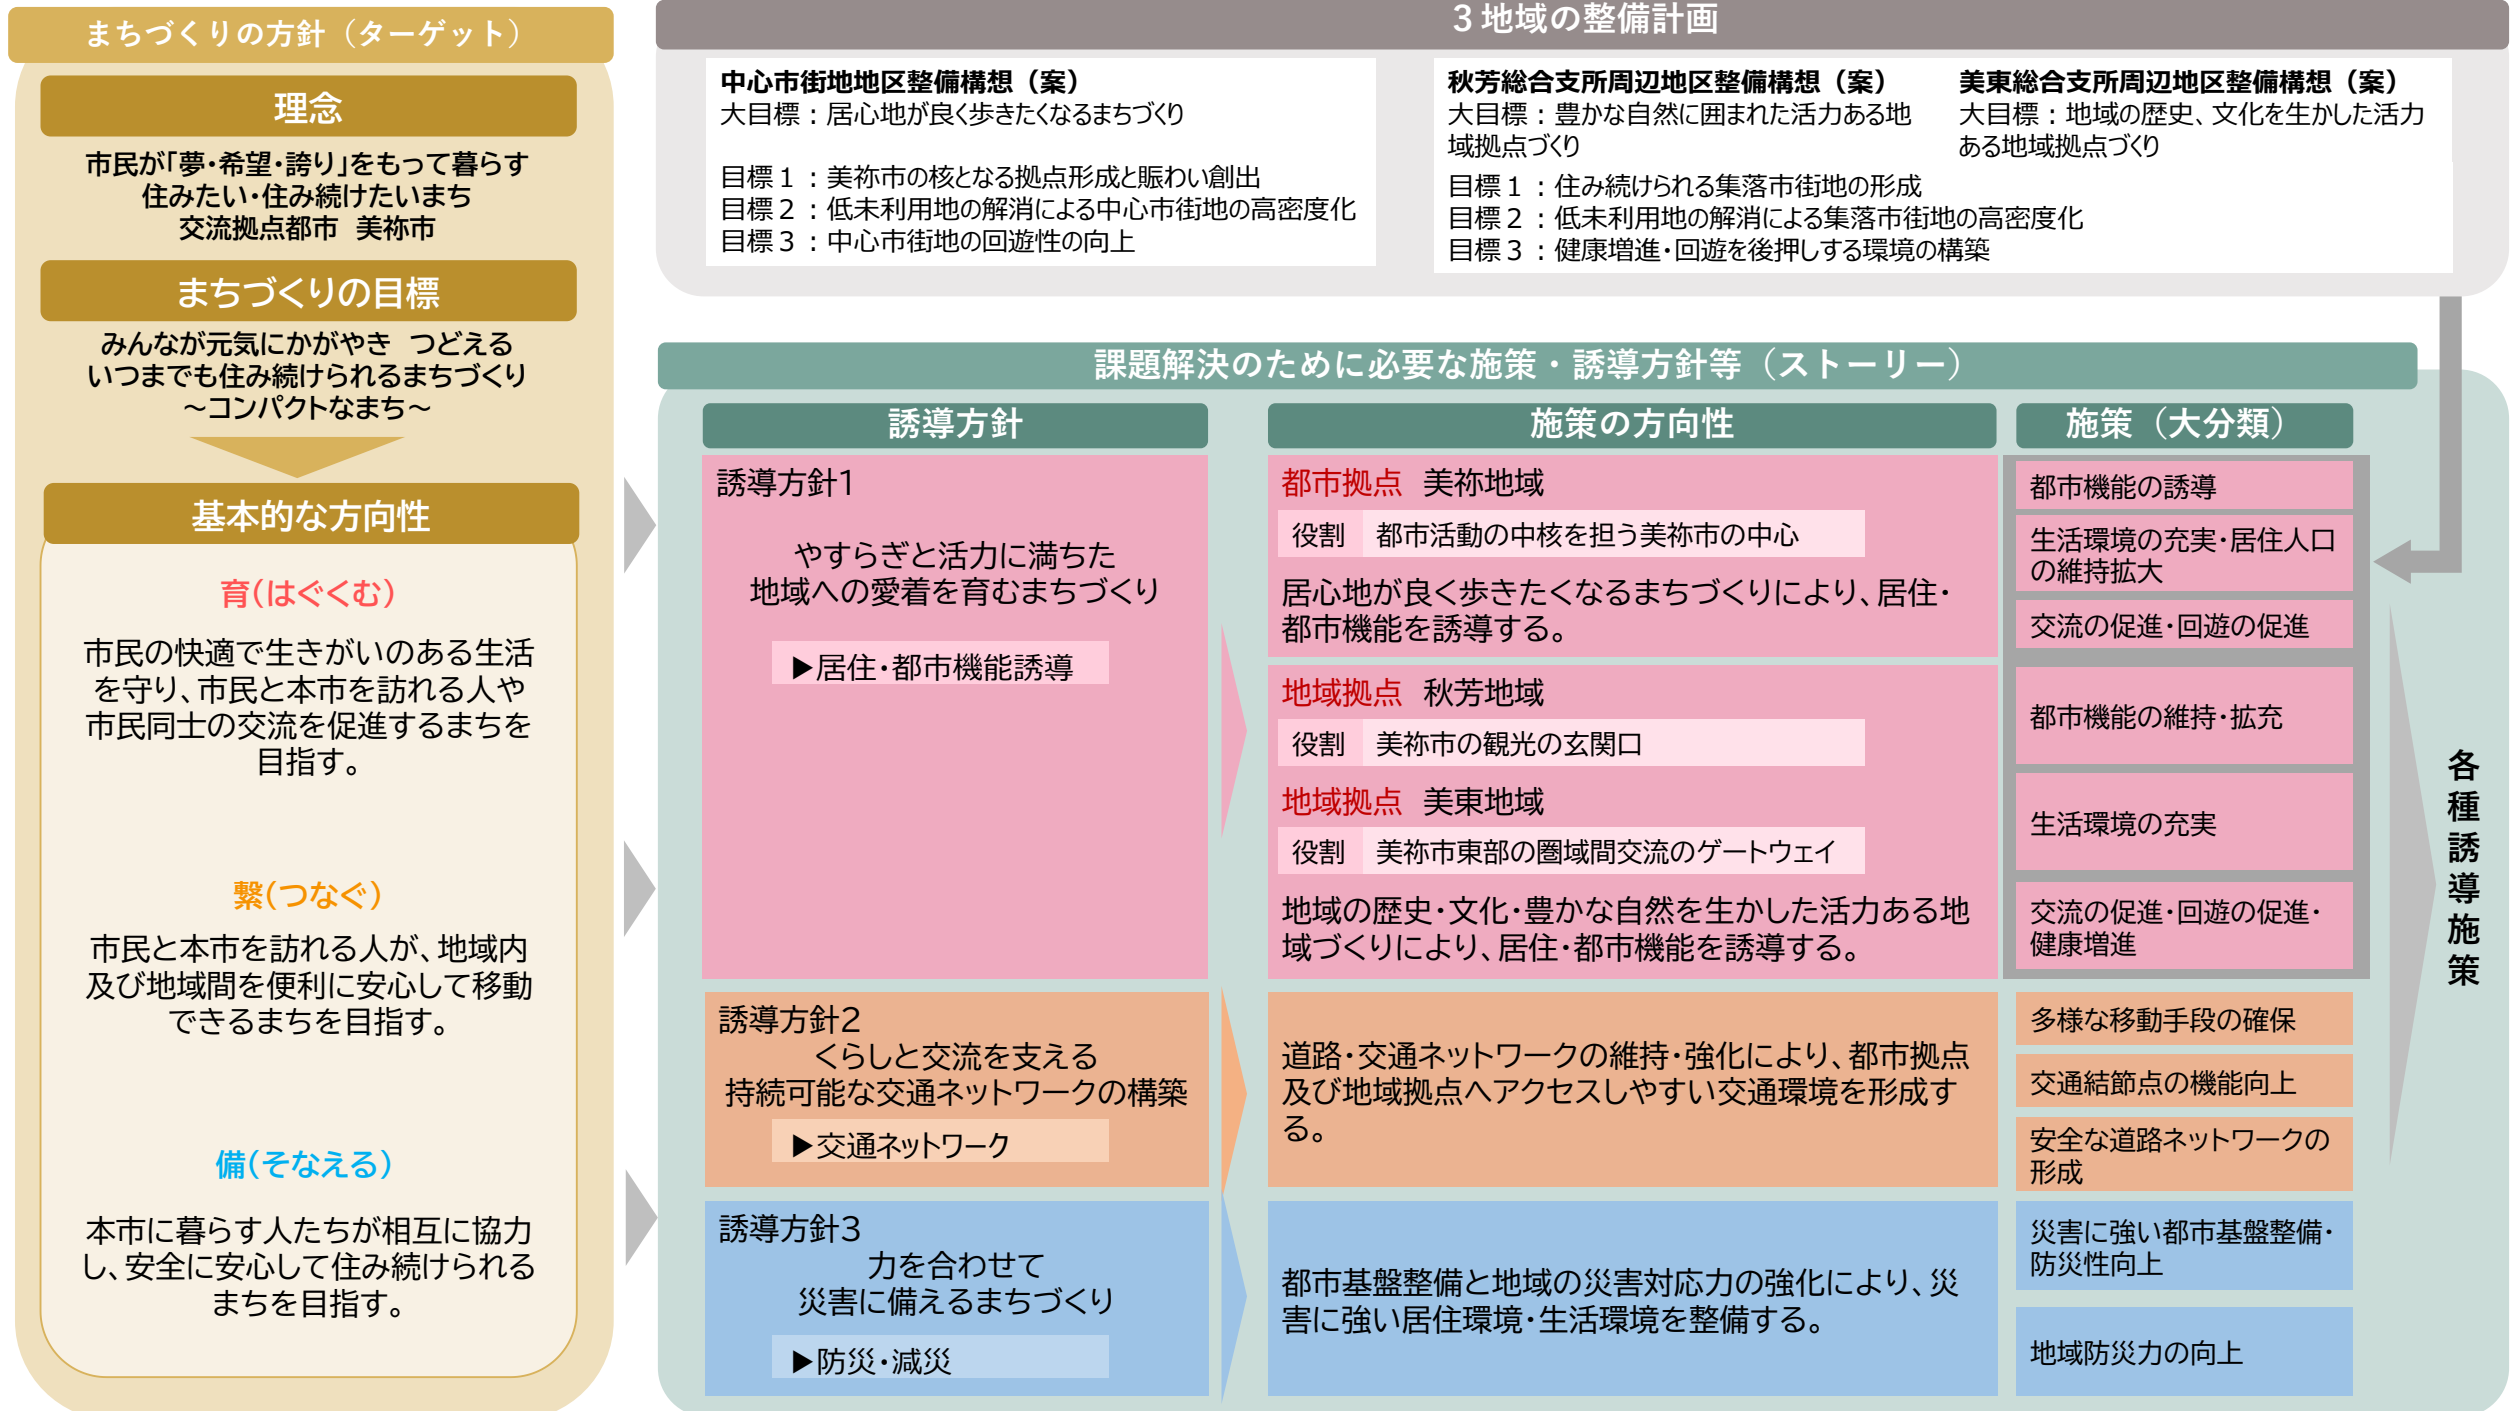 まちづくりの方針（ターゲット）
理念
市民が「夢・希望・誇り」をもって暮らす
住みたい・住み続けたいまち
交流拠点都市　美祢市
まちづくりの目標
みんなが元気にかがやき　つどえる
いつまでも住み続けられるまちづくり
～コンパクトなまち～
基本的な方向性
育（はぐくむ）
市民の快適で生きがいのある生活
を守り、市民と本市を訪れる人や
市民同士の交流を促進するまちを
目指す。
繋（つなぐ）
市民と本市を訪れる人が、地域内
及び地域間を便利に安心して移動
できるまちを目指す。
備（そなえる）
本市に暮らす人たちが相互に協力
し、安全に安心して住み続けられる
まちを目指す。
３地域の整備計画
中心市街地地区整備構想（案）
大目標：居心地が良く歩きたくなるまちづくり
目標１：美祢市の核となる拠点形成と賑わい創出
目標２：低未利用地の解消による中心市街地の高密度化
目標３：中心市街地の回遊性の向上
秋芳総合支所周辺地区整備構想（案）
大目標：豊かな自然に囲まれた活力ある地
域拠点づくり
美東総合支所周辺地区整備構想（案）
大目標：地域の歴史、文化を生かした活力
ある地域拠点づくり
目標１：住み続けられる集落市街地の形成
目標２：低未利用地の解消による集落市街地の高密度化
目標３：健康増進・回遊を後押しする環境の構築
課題解決のために必要な施策・誘導方針等（ストーリー）
誘導方針
誘導方針1
やすらぎと活力に満ちた
地域への愛着を育むまちづくり
▶居住・都市機能誘導
誘導方針2
くらしと交流を支える
持続可能な交通ネットワークの構築
▶交通ネットワーク
誘導方針3
力を合わせて
災害に備えるまちづくり
▶防災・減災
施策の方向性
都市拠点　美祢地域
役割　都市活動の中核を担う美祢市の中心
居心地が良く歩きたくなるまちづくりにより、居住・
都市機能を誘導する。
地域拠点　秋芳地域
役割　美祢市の観光の玄関口
地域拠点　美東地域
役割　美祢市東部の圏域間交流のゲートウェイ
地域の歴史・文化・豊かな自然を生かした活力ある地
域づくりにより、居住・都市機能を誘導する。
道路・交通ネットワークの維持・強化により、都市拠点
及び地域拠点へアクセスしやすい交通環境を形成す
る。
都市基盤整備と地域の災害対応力の強化により、災
害に強い居住環境・生活環境を整備する。
施策（大分類）
都市機能の誘導
生活環境の充実・居住人口
の維持拡大
交流の促進・回遊の促進
都市機能の維持・拡充
生活環境の充実
交流の促進・回遊の促進・
健康増進
多様な移動手段の確保
交通結節点の機能向上
安全な道路ネットワークの
形成
災害に強い都市基盤整備・
防災性向上
地域防災力の向上
各種誘導施策